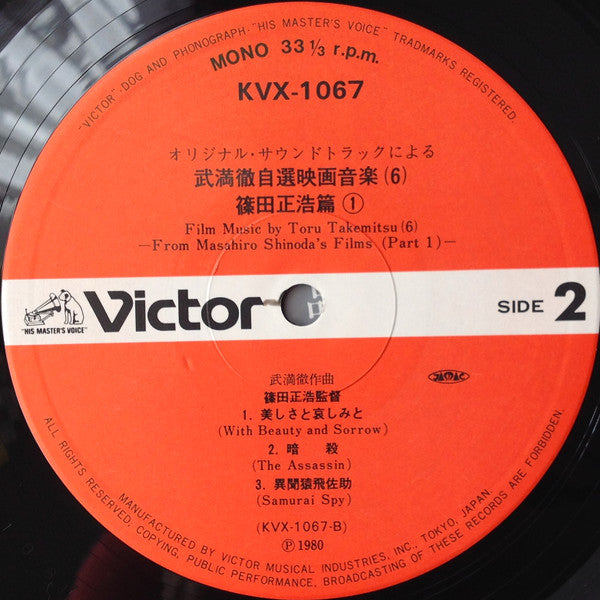 "VICTOR"-DOG AND PHONOGRAPH-"HIS MASTER'S VOICE" TRADMARKS REGISTERED.
MONO 33 1/3 r.p.m.
KVX-1067
オリジナル・サウンドトラックによる
武満徹自選映画音楽(6)
篠田正浩篇①
Film Music by Toru Takemitsu(6)
—From Masahiro Shinoda's Films (Part 1)—
"HIS MASTER'S VOICE"
Victor
SIDE 2
武満徹作曲
JASRAC
篠田正浩監督
1. 美しさと哀しみと
(With Beauty and Sorrow)
2. 暗 殺
(The Assassin)
3. 異聞猿飛佐助
(Samurai Spy)
(KVX-1067-B)
Ⓟ1980
MANUFACTURED BY VICTOR MUSICAL INDUSTRIES, INC., TOKYO, JAPAN
ALL RIGHTS RESERVED. COPYING, PUBLIC PERFORMANCE, BROADCASTING OF THESE RECORDS ARE FORBIDDEN.